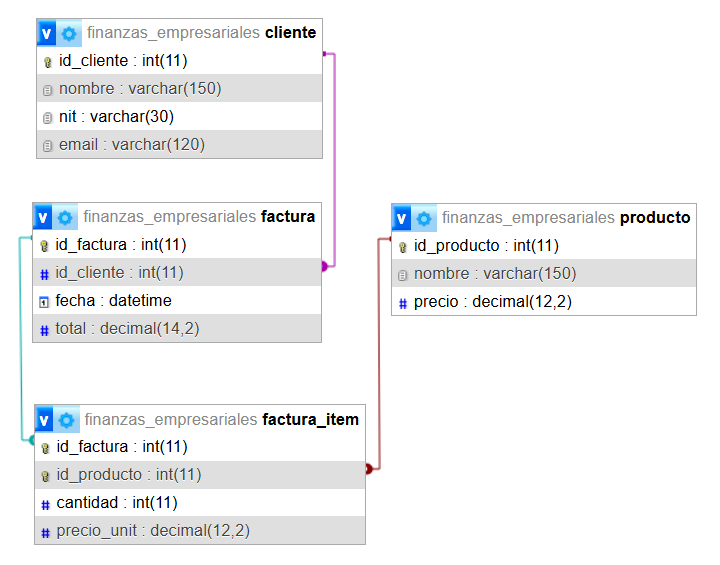 finanzas_empresariales cliente
id_cliente : int(11)
nombre : varchar(150)
nit : varchar(30)
email : varchar(120)
finanzas_empresariales factura
id_factura : int(11)
id_cliente : int(11)
fecha : datetime
total : decimal(14,2)
finanzas_empresariales producto
id_producto : int(11)
nombre : varchar(150)
precio : decimal(12,2)
finanzas_empresariales factura_item
id_factura : int(11)
id_producto : int(11)
cantidad : int(11)
precio_unit : decimal(12,2)